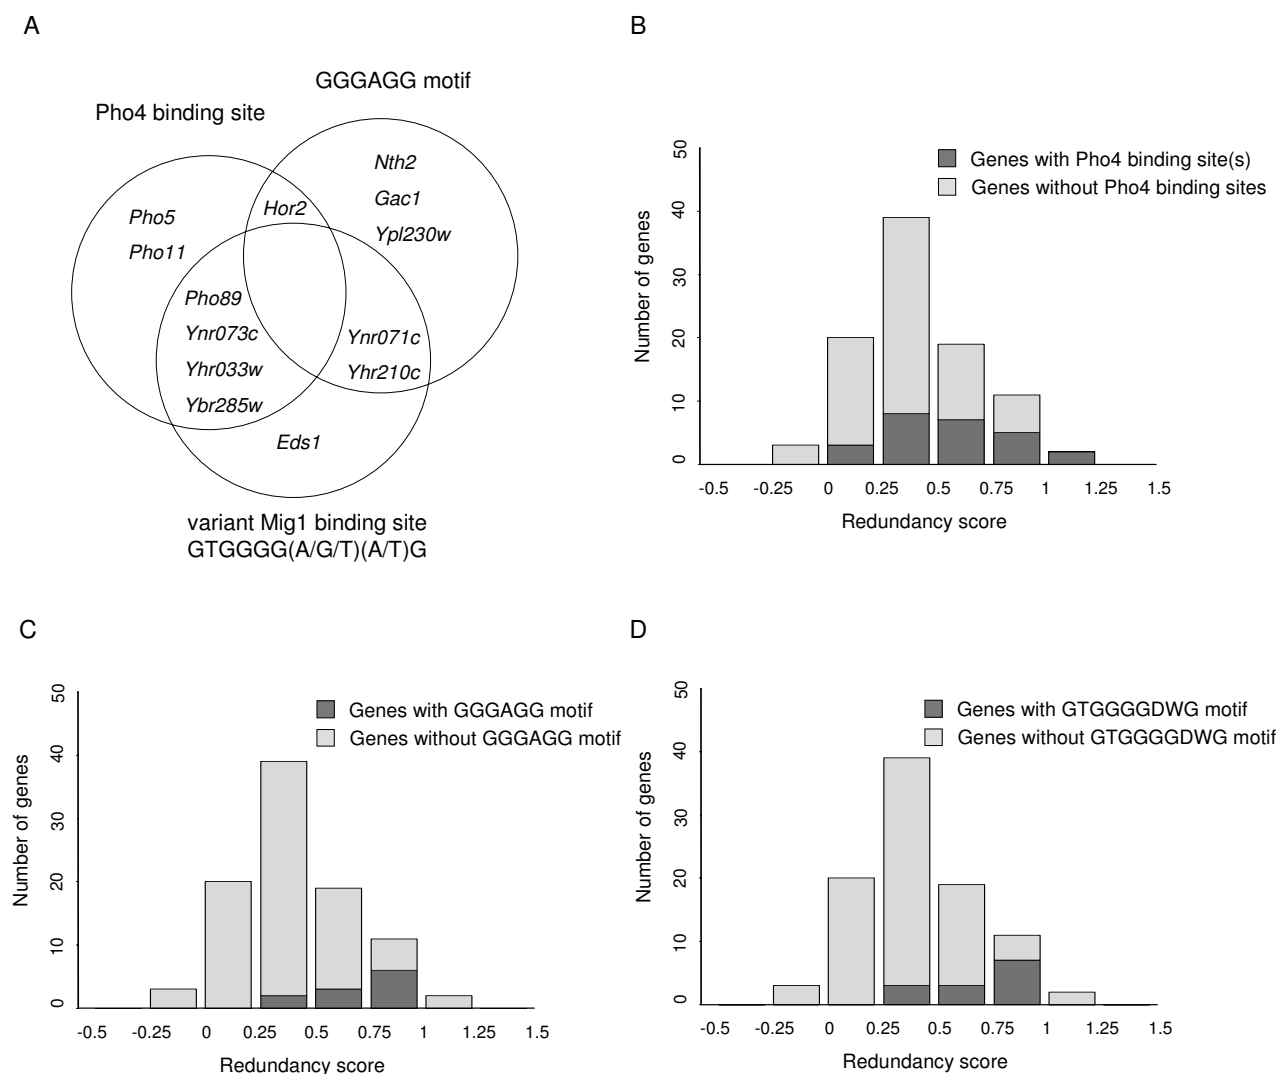 A
GGGAGG motif
Pho4 binding site
Nth2
Gac1
Ypl230w
Hor2
Pho5
Pho11
Pho89
Ynr073c
Yhr033w
Ybr285w
Ynr071c
Yhr210c
Eds1
variant Mig1 binding site
GTGGGG(A/G/T)(A/T)G
B
Genes with Pho4 binding site(s)
Genes without Pho4 binding sites
Number of genes
50
40
30
20
10
0
-0.5 -0.25 0 0.25 0.5 0.75 1 1.25 1.5
Redundancy score
C
Genes with GGGAGG motif
Genes without GGGAGG motif
Number of genes
50
40
30
20
10
0
-0.5 -0.25 0 0.25 0.5 0.75 1 1.25 1.5
Redundancy score
D
Genes with GTGGGGDWG motif
Genes without GTGGGGDWG motif
Number of genes
50
40
30
20
10
0
-0.5 -0.25 0 0.25 0.5 0.75 1 1.25 1.5
Redundancy score